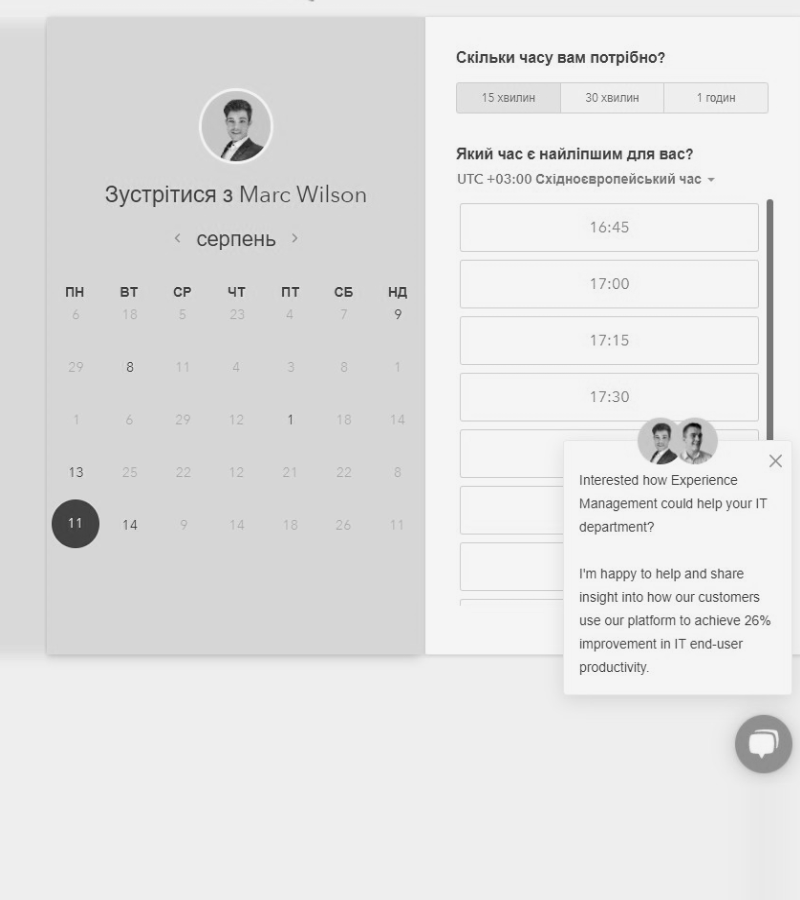 Зустрітися з Marc Wilson
серпень
ПН ВТ СР ЧТ ПТ СБ НД
6 18 5 23 4 7 9
29 8 11 4 3 8 1
1 6 29 12 1 18 14
13 25 22 12 21 22 8
11 14 9 14 18 26 11
Скільки часу вам потрібно?
15 хвилин 30 хвилин 1 годин
Який час є найліпшим для вас?
UTC +03:00 Східноєвропейський час
16:45
17:00
17:15
17:30
Interested how Experience
Management could help your IT
department?
I'm happy to help and share
insight into how our customers
use our platform to achieve 26%
improvement in IT end-user
productivity.